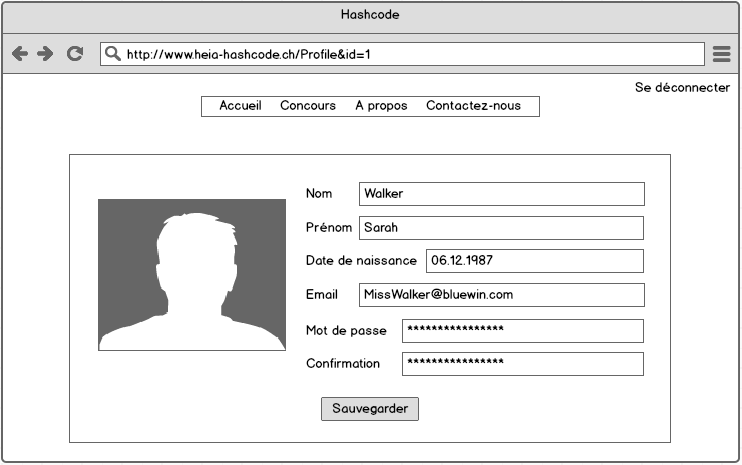 Hashcode
http://www.heia-hashcode.ch/Profile&id=1
Se déconnecter
Accueil Concours A propos Contactez-nous
Nom Walker
Prénom Sarah
Date de naissance 06.12.1987
Email MissWalker@bluewin.com
Mot de passe ****************
Confirmation ****************
Sauvegarder